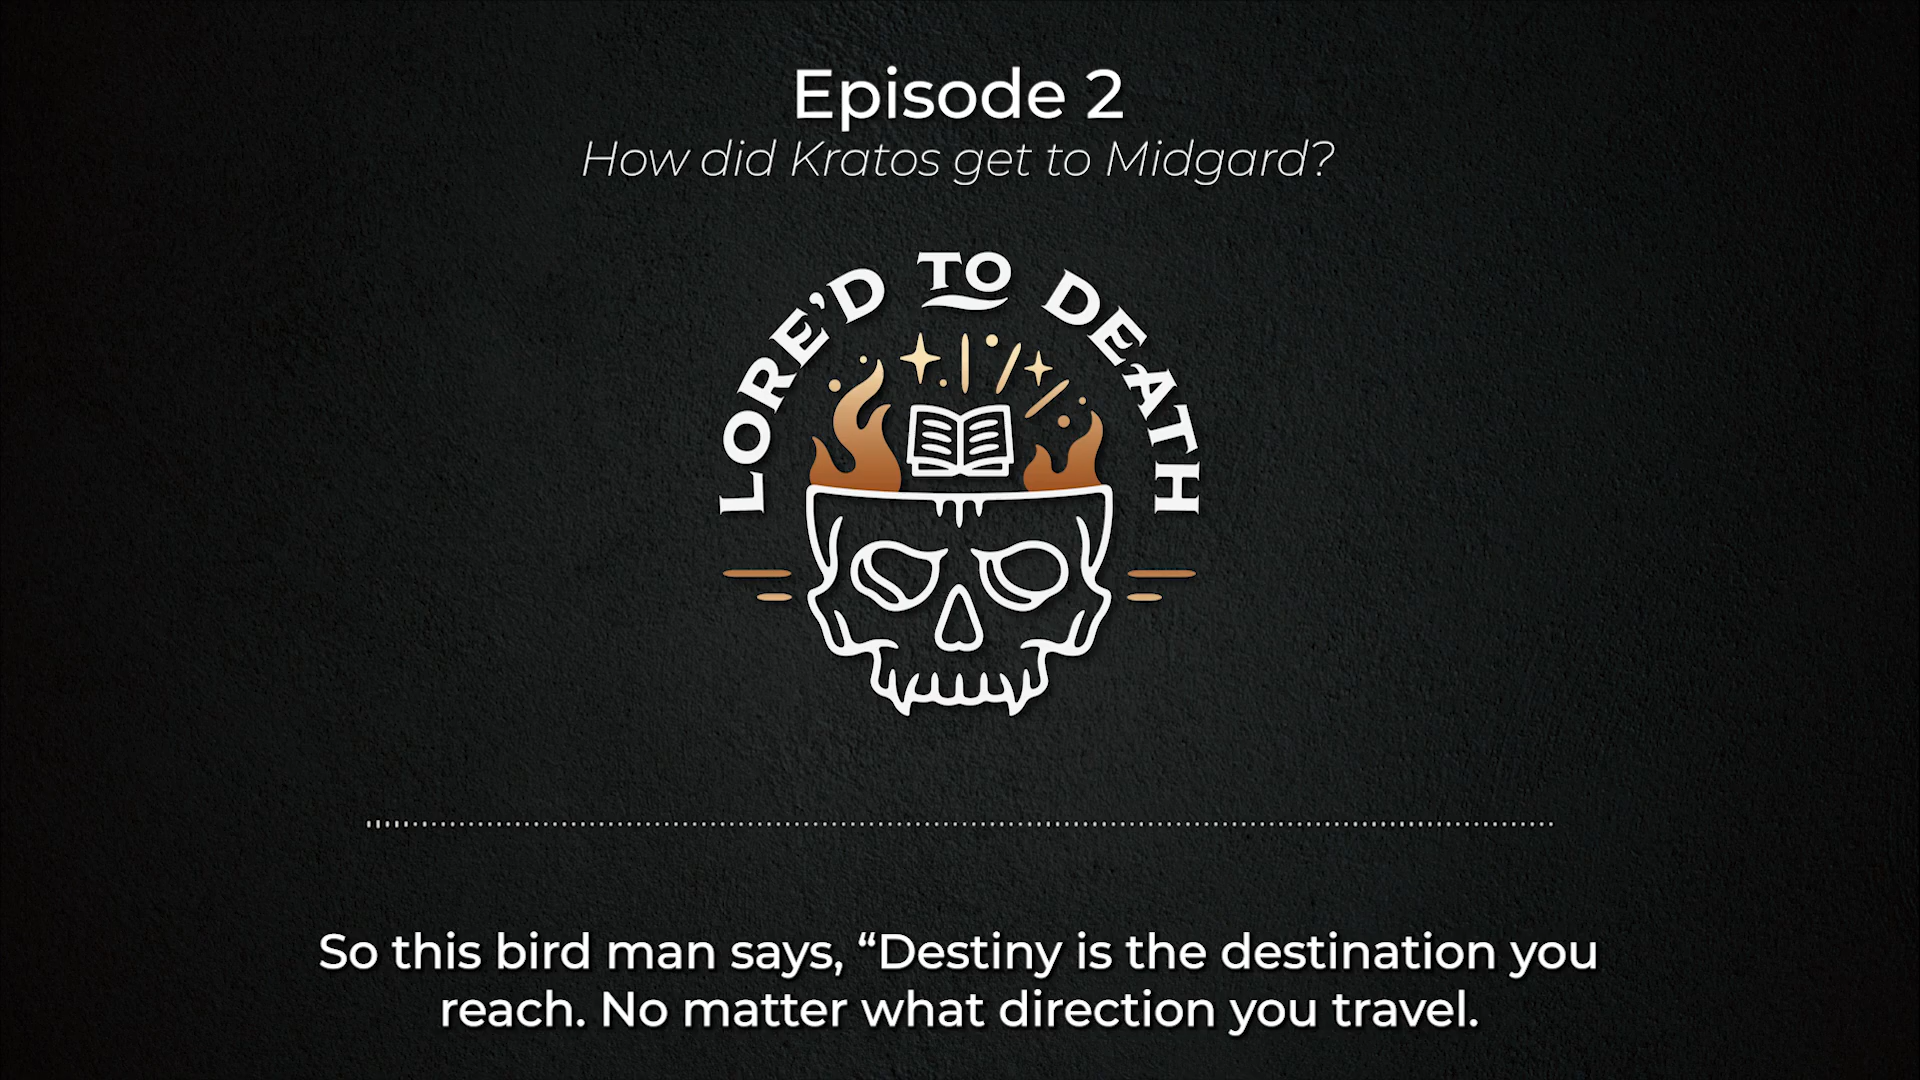 Episode 2
How did Kratos get to Midgard?
LORE'D TO DEATH
So this bird man says, “Destiny is the destination you
reach. No matter what direction you travel.